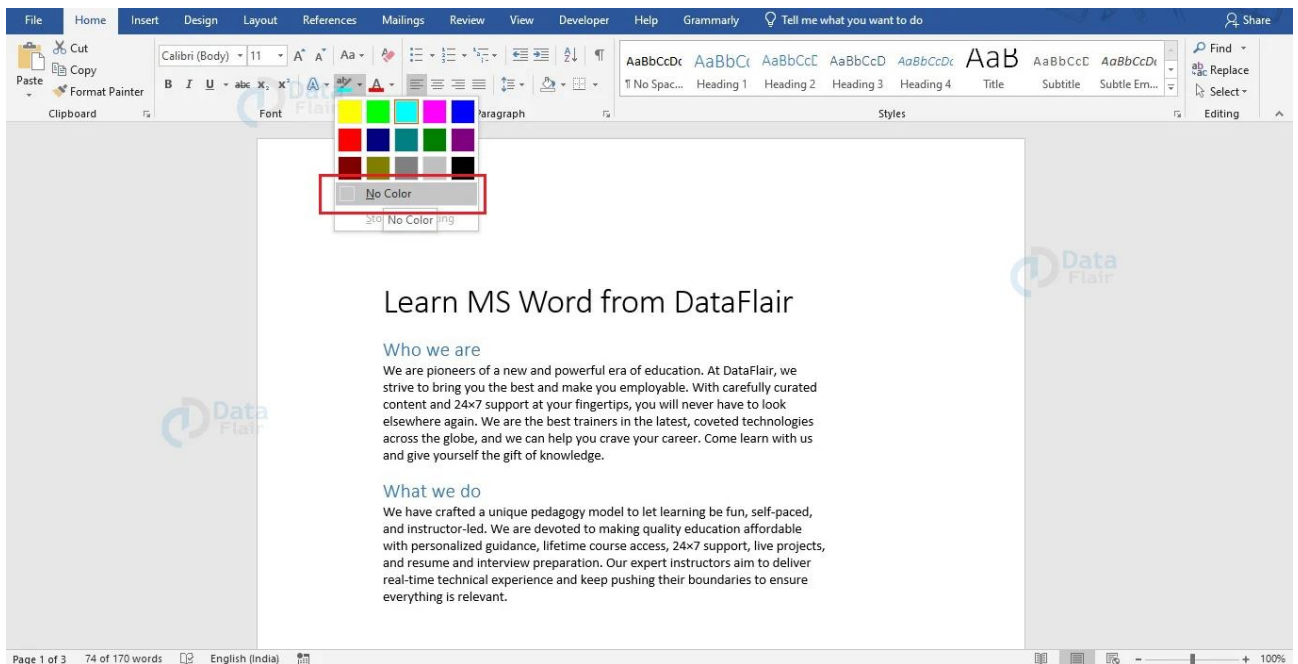 File Home Insert Design Layout References Mailings Review View Developer Help Grammarly Tell me what you want to do Share
Cut
Copy
Format Painter
Paste
Clipboard
Calibri (Body) 11 A A Aa
B I U abc X₂ X² A ab A
Font
Paragraph
AaBbCcDc AaBbCc AaBbCcD AaBbCcD AaBbCcDc AaB AaBbCcD AaBbCcDc
¶ No Spac... Heading 1 Heading 2 Heading 3 Heading 4 Title Subtitle Subtle Em...
Styles
Find
Replace
Select
Editing
No Color
No Color
Learn MS Word from DataFlair
Who we are
We are pioneers of a new and powerful era of education. At DataFlair, we
strive to bring you the best and make you employable. With carefully curated
content and 24×7 support at your fingertips, you will never have to look
elsewhere again. We are the best trainers in the latest, coveted technologies
across the globe, and we can help you crave your career. Come learn with us
and give yourself the gift of knowledge.
What we do
We have crafted a unique pedagogy model to let learning be fun, self-paced,
and instructor-led. We are devoted to making quality education affordable
with personalized guidance, lifetime course access, 24×7 support, live projects,
and resume and interview preparation. Our expert instructors aim to deliver
real-time technical experience and keep pushing their boundaries to ensure
everything is relevant.
Data
Flair
Data
Flair
Data
Flair
Page 1 of 3 74 of 170 words English (India) 100%